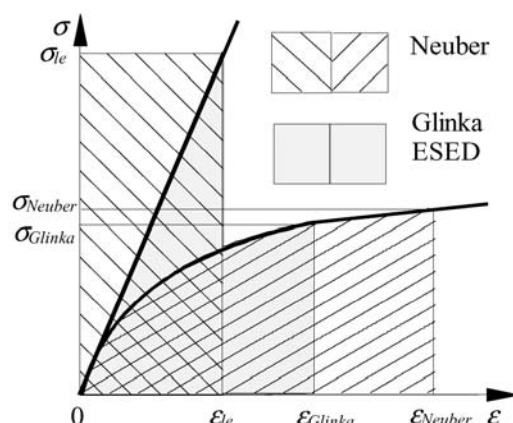 σ
σle
Neuber
Glinka
ESED
σNeuber
σGlinka
0 εle εGlinka εNeuber ε